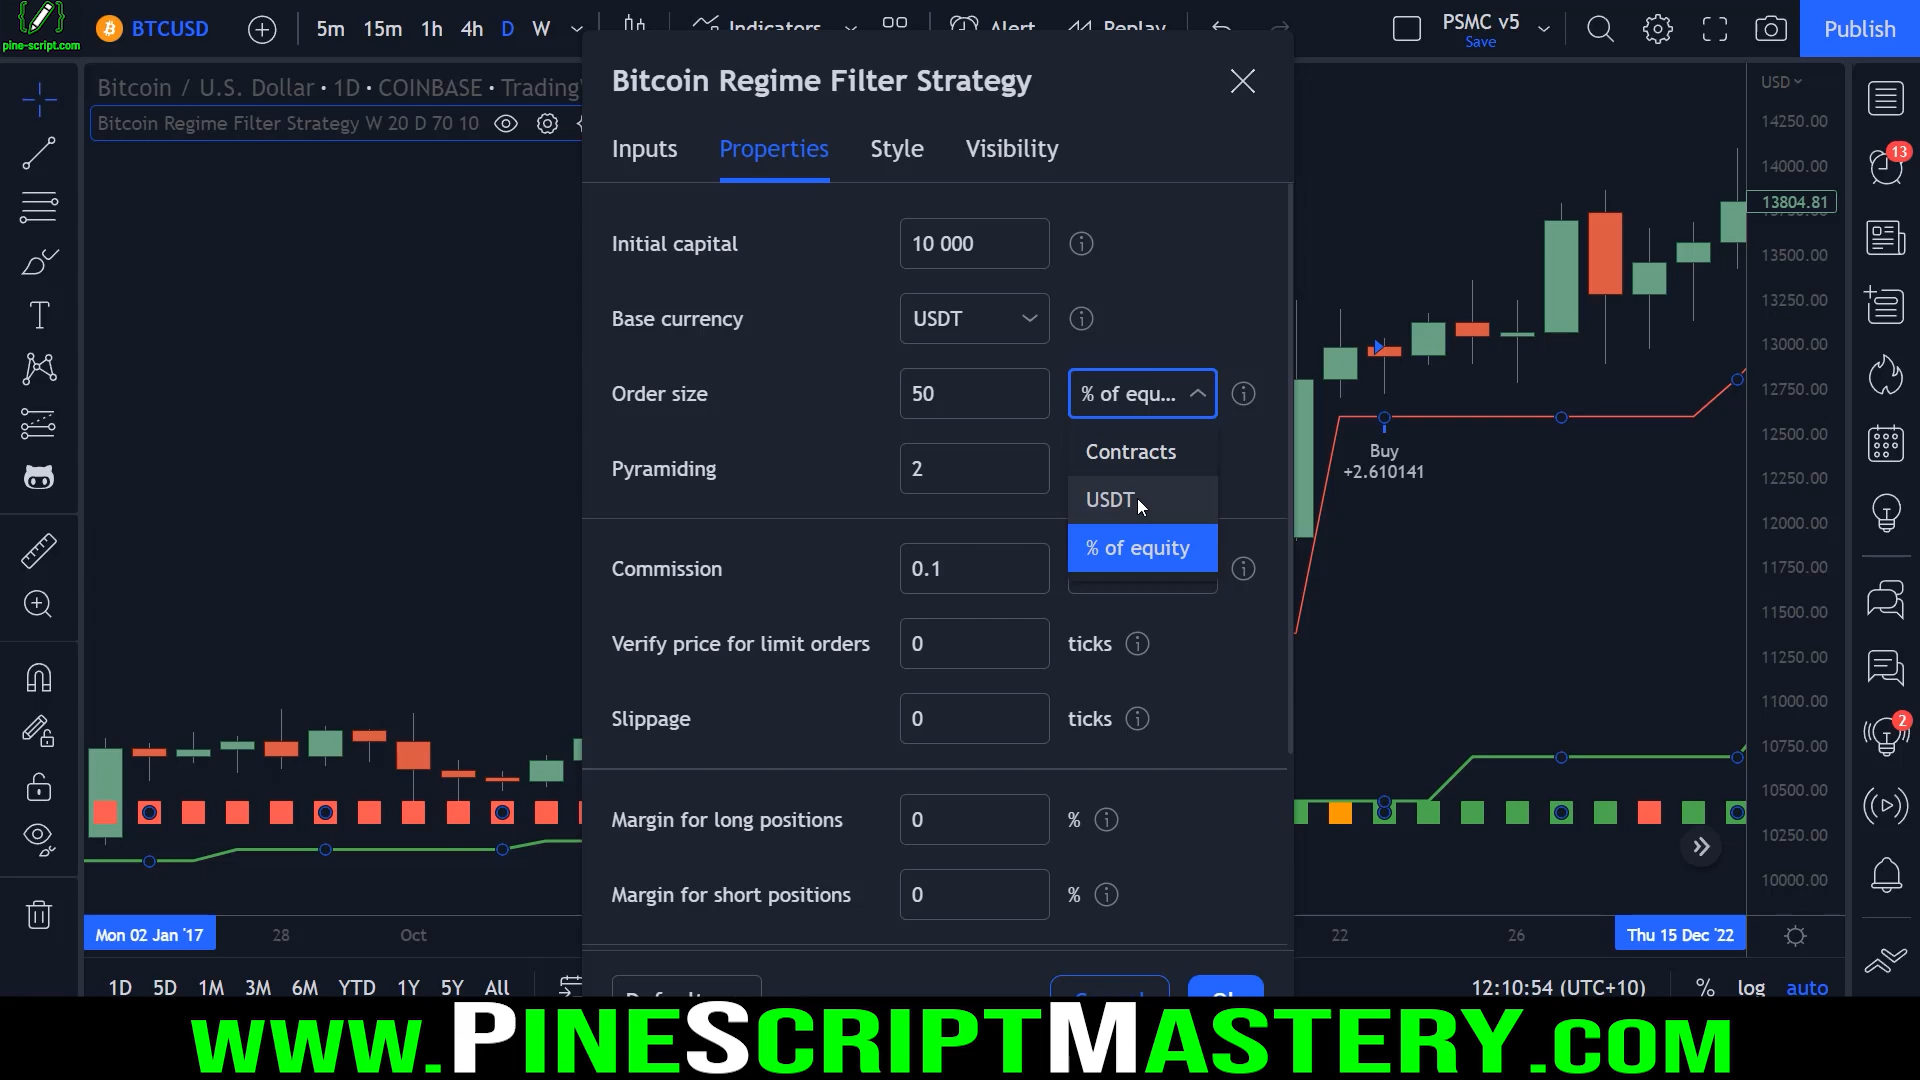 pine-script.com
BTCUSD
5m 15m 1h 4h D W
Indicators
Alert
Replay
PSMC v5
Save
Publish
Bitcoin / U.S. Dollar • 1D • COINBASE • Trading
Bitcoin Regime Filter Strategy W 20 D 70 10
Bitcoin Regime Filter Strategy
Inputs Properties Style Visibility
Initial capital 10 000
Base currency USDT
Order size 50 % of equ...
Contracts
USDT
% of equity
Pyramiding 2
Commission 0.1
Verify price for limit orders 0 ticks
Slippage 0 ticks
Margin for long positions 0 %
Margin for short positions 0 %
Buy
+2.610141
USD
14250.00
14000.00
13804.81
13500.00
13250.00
13000.00
12750.00
12500.00
12250.00
12000.00
11750.00
11500.00
11250.00
11000.00
10750.00
10500.00
10250.00
10000.00
13
2
Mon 02 Jan '17 28 Oct 22 26 Thu 15 Dec '22
1D 5D 1M 3M 6M YTD 1Y 5Y All
12:10:54 (UTC+10) % log auto
www.PineScriptMastery.com